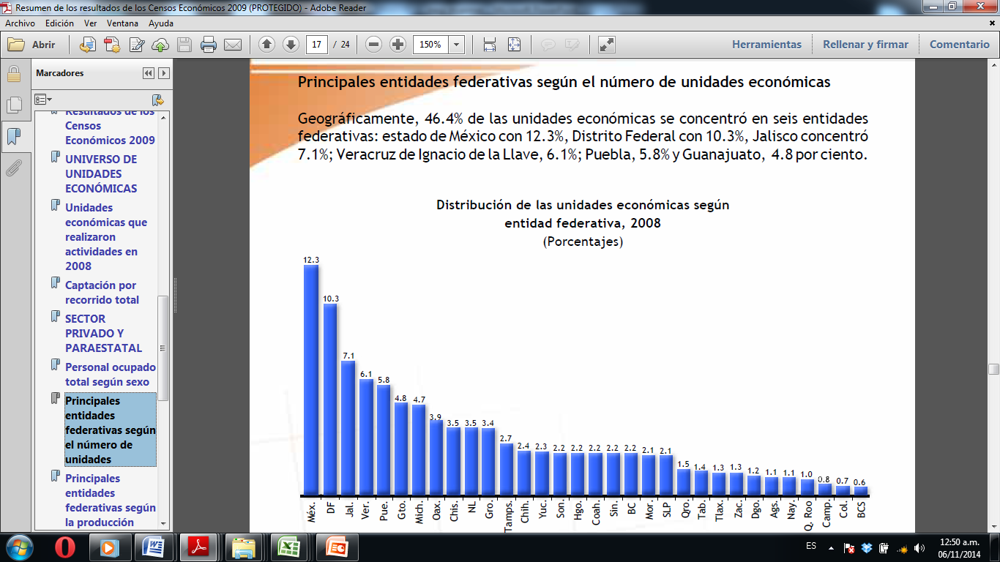 Resumen de los resultados de los Censos Económicos 2009 (PROTEGIDO) - Adobe Reader
Archivo Edición Ver Ventana Ayuda
Abrir 17 / 24 150% Herramientas Rellenar y firmar Comentario
Marcadores
Resultados de los
Censos
Económicos 2009
UNIVERSO DE
UNIDADES
ECONÓMICAS
Unidades
económicas que
realizaron
actividades en
2008
Captación por
recorrido total
SECTOR
PRIVADO Y
PARAESTATAL
Personal ocupado
total según sexo
Principales
entidades
federativas según
el número de
unidades
Principales
entidades
federativas según
la producción
Principales entidades federativas según el número de unidades económicas
Geográficamente, 46.4% de las unidades económicas se concentró en seis entidades
federativas: estado de México con 12.3%, Distrito Federal con 10.3%, Jalisco concentró
7.1%; Veracruz de Ignacio de la Llave, 6.1%; Puebla, 5.8% y Guanajuato, 4.8 por ciento.
Distribución de las unidades económicas según
entidad federativa, 2008
(Porcentajes)
12.3 10.3 7.1 6.1 5.8 4.8 4.7 3.9 3.5 3.5 3.4 2.7 2.4 2.3 2.2 2.2 2.2 2.2 2.2 2.1 2.1 1.5 1.4 1.3 1.3 1.2 1.1 1.1 1.0 0.8 0.7 0.6
Méx. DF Jal. Ver. Pue. Gto. Mich. Oax. Chis. NL Gro. Tamps. Chih. Yuc. Son. Hgo. Coah. Sin. BC Mor. SLP Qro. Tab. Tlax. Zac. Dgo. Ags. Nay. Q. Roo Camp. Col. BCS
ES 12:50 a.m.
06/11/2014